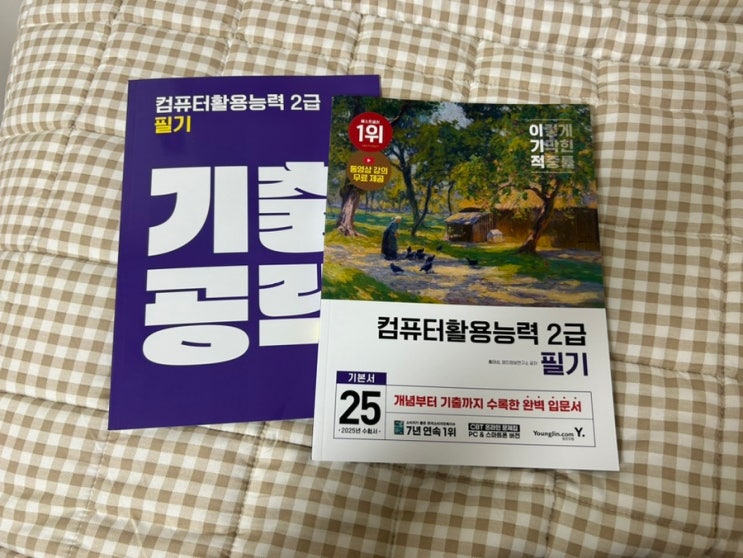 컴퓨터활용능력 2급
필기
기출
공략
베스트셀러
1위
동영상 강의
무료 제공
이렇게
기막힌
적중률
컴퓨터활용능력 2급
필기
기본서
25
2025년 수험서
개념부터 기출까지 수록한 완벽 입문서
7년 연속 1위
CBT 온라인 문제집
PC & 스마트폰 버전
Youngjin.com Y.